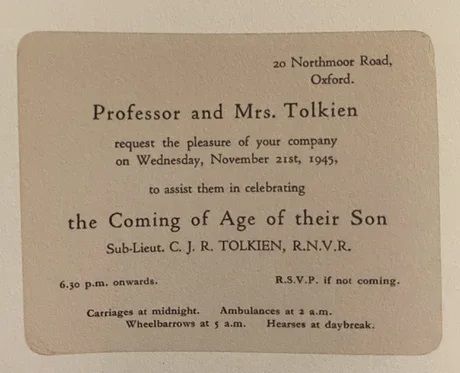 20 Northmoor Road,
Oxford.
Professor and Mrs. Tolkien
request the pleasure of your company
on Wednesday, November 21st, 1945,
to assist them in celebrating
the Coming of Age of their Son
Sub-Lieut. C. J. R. TOLKIEN, R.N.V.R.
6.30 p.m. onwards. R.S.V.P. if not coming.
Carriages at midnight. Ambulances at 2 a.m.
Wheelbarrows at 5 a.m. Hearses at daybreak.